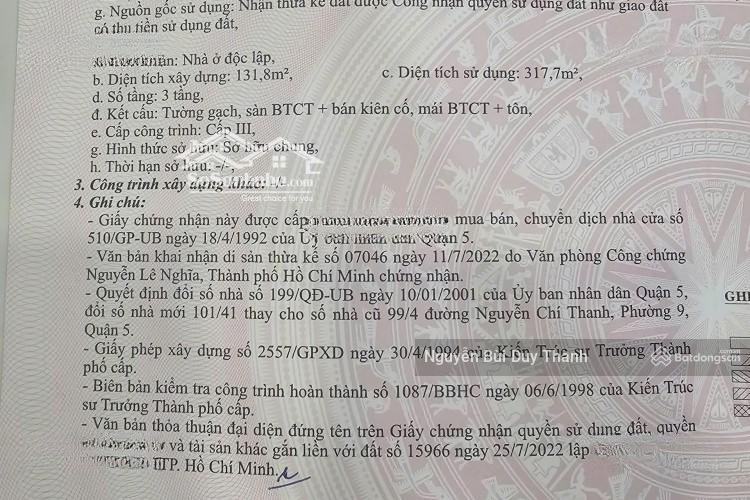 g. Nguồn gốc sử dụng: Nhận thừa kế đất được Công nhận quyền sử dụng đất như giao đất
có thu tiền sử dụng đất,
Nhà ở độc lập,
b. Diện tích xây dựng: 131,8m², c. Diện tích sử dụng: 317,7m²,
d. Số tầng: 3 tầng,
đ. Kết cấu: Tường gạch, sàn BTCT + bán kiên cố, mái BTCT + tôn,
e. Cấp công trình: Cấp III,
g. Hình thức sở hữu: Sở hữu chung,
h. Thời hạn sở hữu: -/-,
3. Công trình xây dựng khác: -/-
Great choice for you
4. Ghi chú:
- Giấy chứng nhận này được cấp mua bán, chuyển dịch nhà cửa số
510/GP-UB ngày 18/4/1992 của Ủy ban nhân dân Quận 5.
- Văn bản khai nhận di sản thừa kế số 07046 ngày 11/7/2022 do Văn phòng Công chứng
Nguyễn Lê Nghĩa, Thành phố Hồ Chí Minh chứng nhận.
- Quyết định đổi số nhà số 199/QĐ-UB ngày 10/01/2001 của Ủy ban nhân dân Quận 5,
đổi số nhà mới 101/41 thay cho số nhà cũ 99/4 đường Nguyễn Chí Thanh, Phường 9,
Quận 5.
GHI
- Giấy phép xây dựng số 2557/GPXD ngày 30/4/1994 của Kiến Trúc sư Trưởng Thành
phố cấp.
Nguyễn Bùi Duy Thanh
Batdongsan
- Biên bản kiểm tra công trình hoàn thành số 1087/BBHC ngày 06/6/1998 của Kiến Trúc
sư Trưởng Thành phố cấp.
- Văn bản thỏa thuận đại diện đứng tên trên Giấy chứng nhận quyền sử dụng đất, quyền
và tài sản khác gắn liền với đất số 15966 ngày 25/7/2022 lập
TP. Hồ Chí Minh.